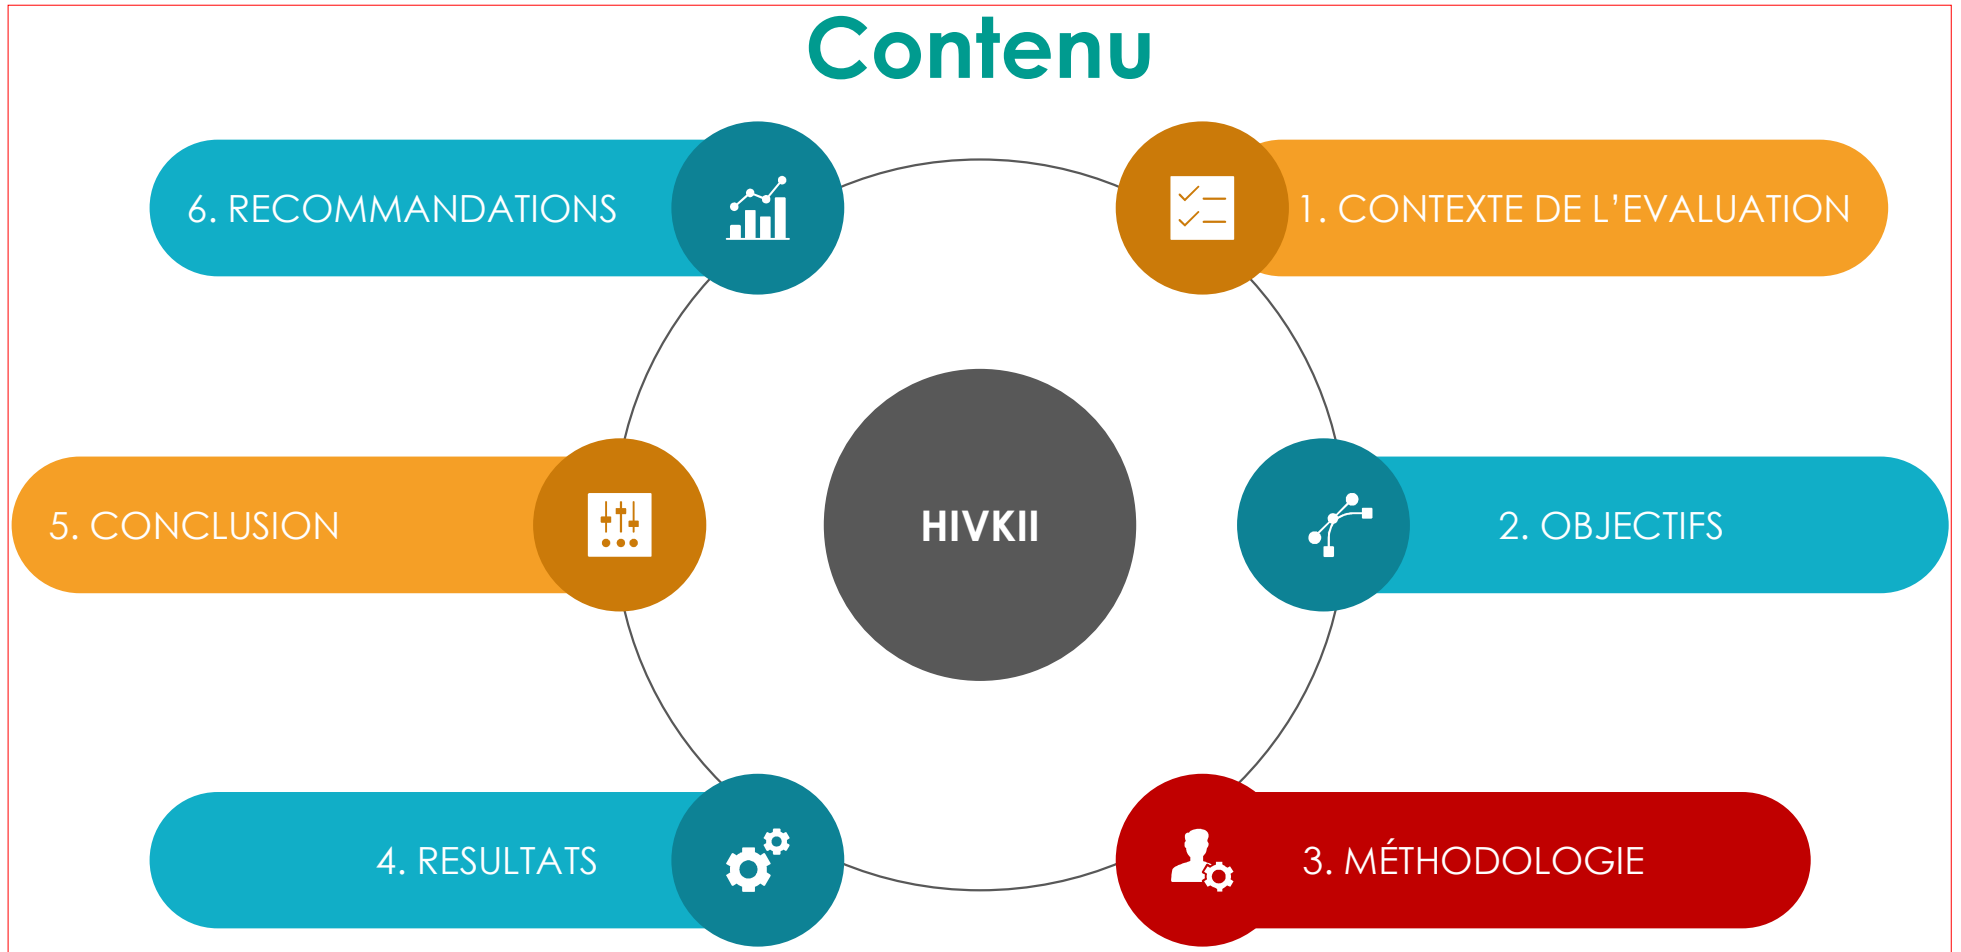 Contenu
1. CONTEXTE DE L’EVALUATION
2. OBJECTIFS
3. MÉTHODOLOGIE
4. RESULTATS
5. CONCLUSION
6. RECOMMANDATIONS
HIVKII